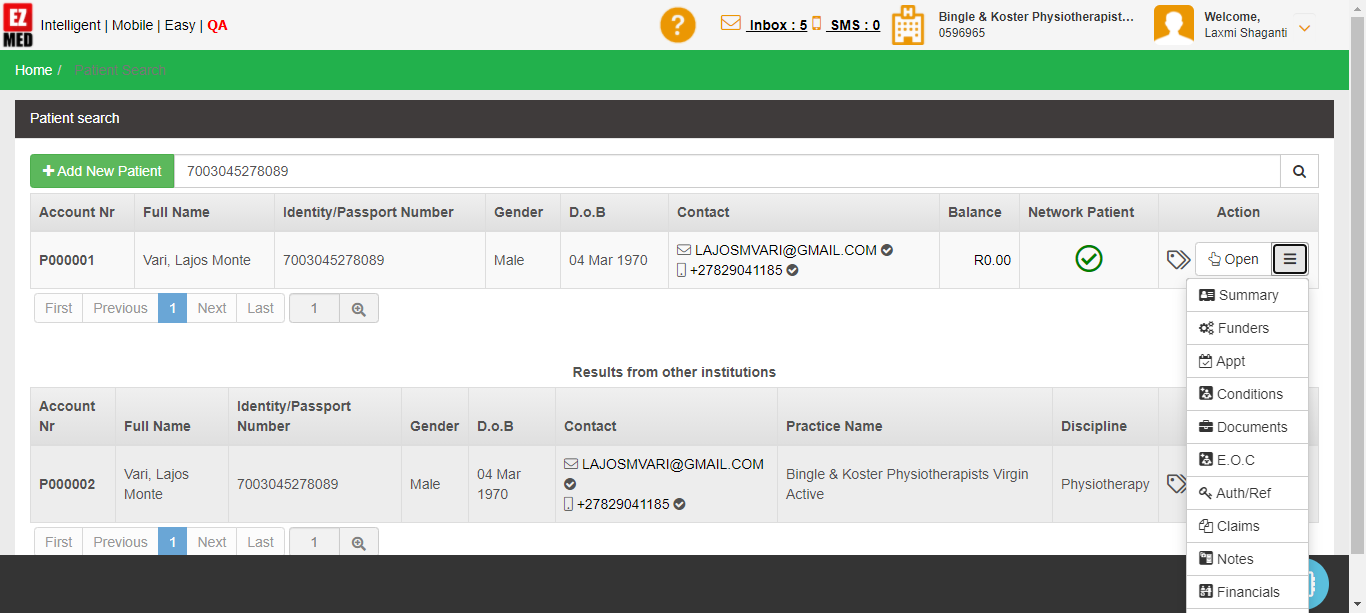 EZ
MED
Intelligent | Mobile | Easy | QA
?
Inbox : 5
SMS : 0
H
Bingle & Koster Physiotherapist...
0596965
Welcome,
Laxmi Shaganti
Home / Patient Search
Patient search
Add New Patient
7003045278089
Account Nr
Full Name
Identity/Passport Number
Gender
D.o.B
Contact
Balance
Network Patient
Action
P000001
Vari, Lajos Monte
7003045278089
Male
04 Mar 1970
LAJOSMVARI@GMAIL.COM
+27829041185
R0.00
Open
First
Previous
1
Next
Last
1
Summary
Funders
Appt
Conditions
Documents
E.O.C
Auth/Ref
Claims
Notes
Financials
Results from other institutions
Account
Nr
Full Name
Identity/Passport
Number
Gender
D.o.B
Contact
Practice Name
Discipline
P000002
Vari, Lajos
Monte
7003045278089
Male
04 Mar
1970
LAJOSMVARI@GMAIL.COM
+27829041185
Bingle & Koster Physiotherapists Virgin
Active
Physiotherapy
First
Previous
1
Next
Last
1